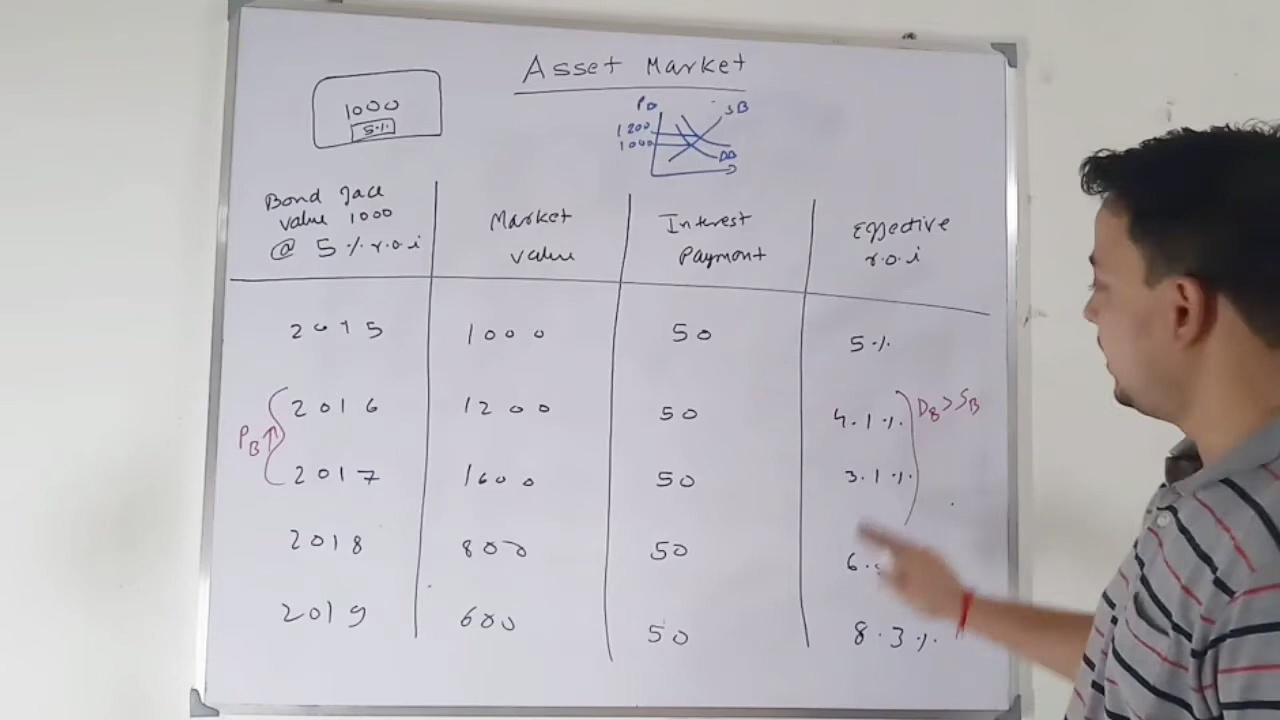 Asset Market
1000
5%
PB
SB
1200
1000
DB
Bond face
value 1000
@ 5% r.o.i
Market
value
Interest
Payment
Effective
r.o.i
2015
1000
50
5%
2016
1200
50
4.1%
DB > SB
PB↑
2017
1600
50
3.1%
2018
800
50
6.
2019
600
50
8.3%